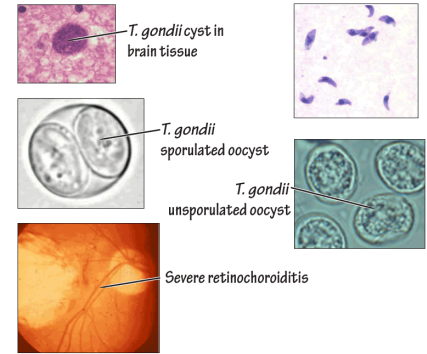 T. gondii cyst in
brain tissue
T. gondii
sporulated oocyst
T. gondii
unsporulated oocyst
Severe retinochoroiditis